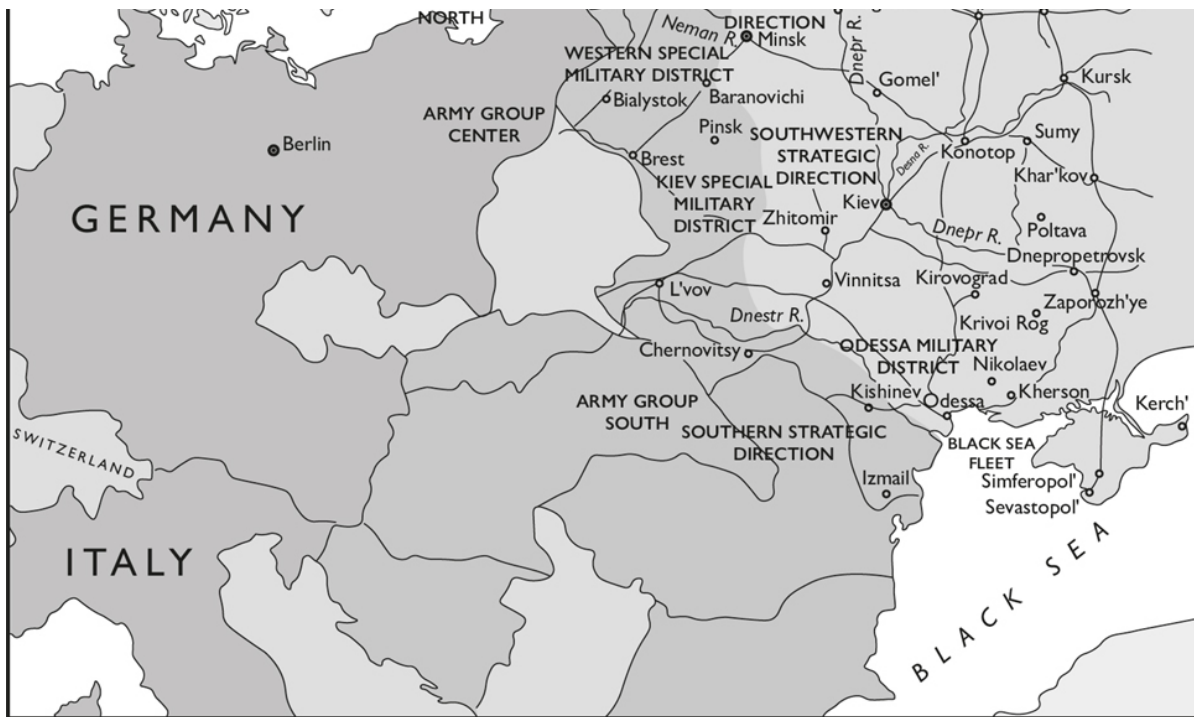 NORTH
DIRECTION
Neman R.
Minsk
Dnepr R.
WESTERN SPECIAL
MILITARY DISTRICT
Gomel'
Kursk
Bialystok
Baranovichi
ARMY GROUP
CENTER
Pinsk
SOUTHWESTERN
STRATEGIC
DIRECTION
Desna R.
Konotop
Sumy
Berlin
Brest
KIEV SPECIAL
MILITARY
DISTRICT
Khar'kov
Kiev
GERMANY
Zhitomir
Dnepr R.
Poltava
Dnepropetrovsk
L'vov
Vinnitsa
Kirovograd
Zaporozh'ye
Dnestr R.
Krivoi Rog
Chernovitsy
ODESSA MILITARY
DISTRICT
Nikolaev
Kishinev
Odessa
Kherson
Kerch'
ARMY GROUP
SOUTH
SOUTHERN STRATEGIC
DIRECTION
BLACK SEA
FLEET
SWITZERLAND
Izmail
Simferopol'
Sevastopol'
ITALY
BLACK SEA